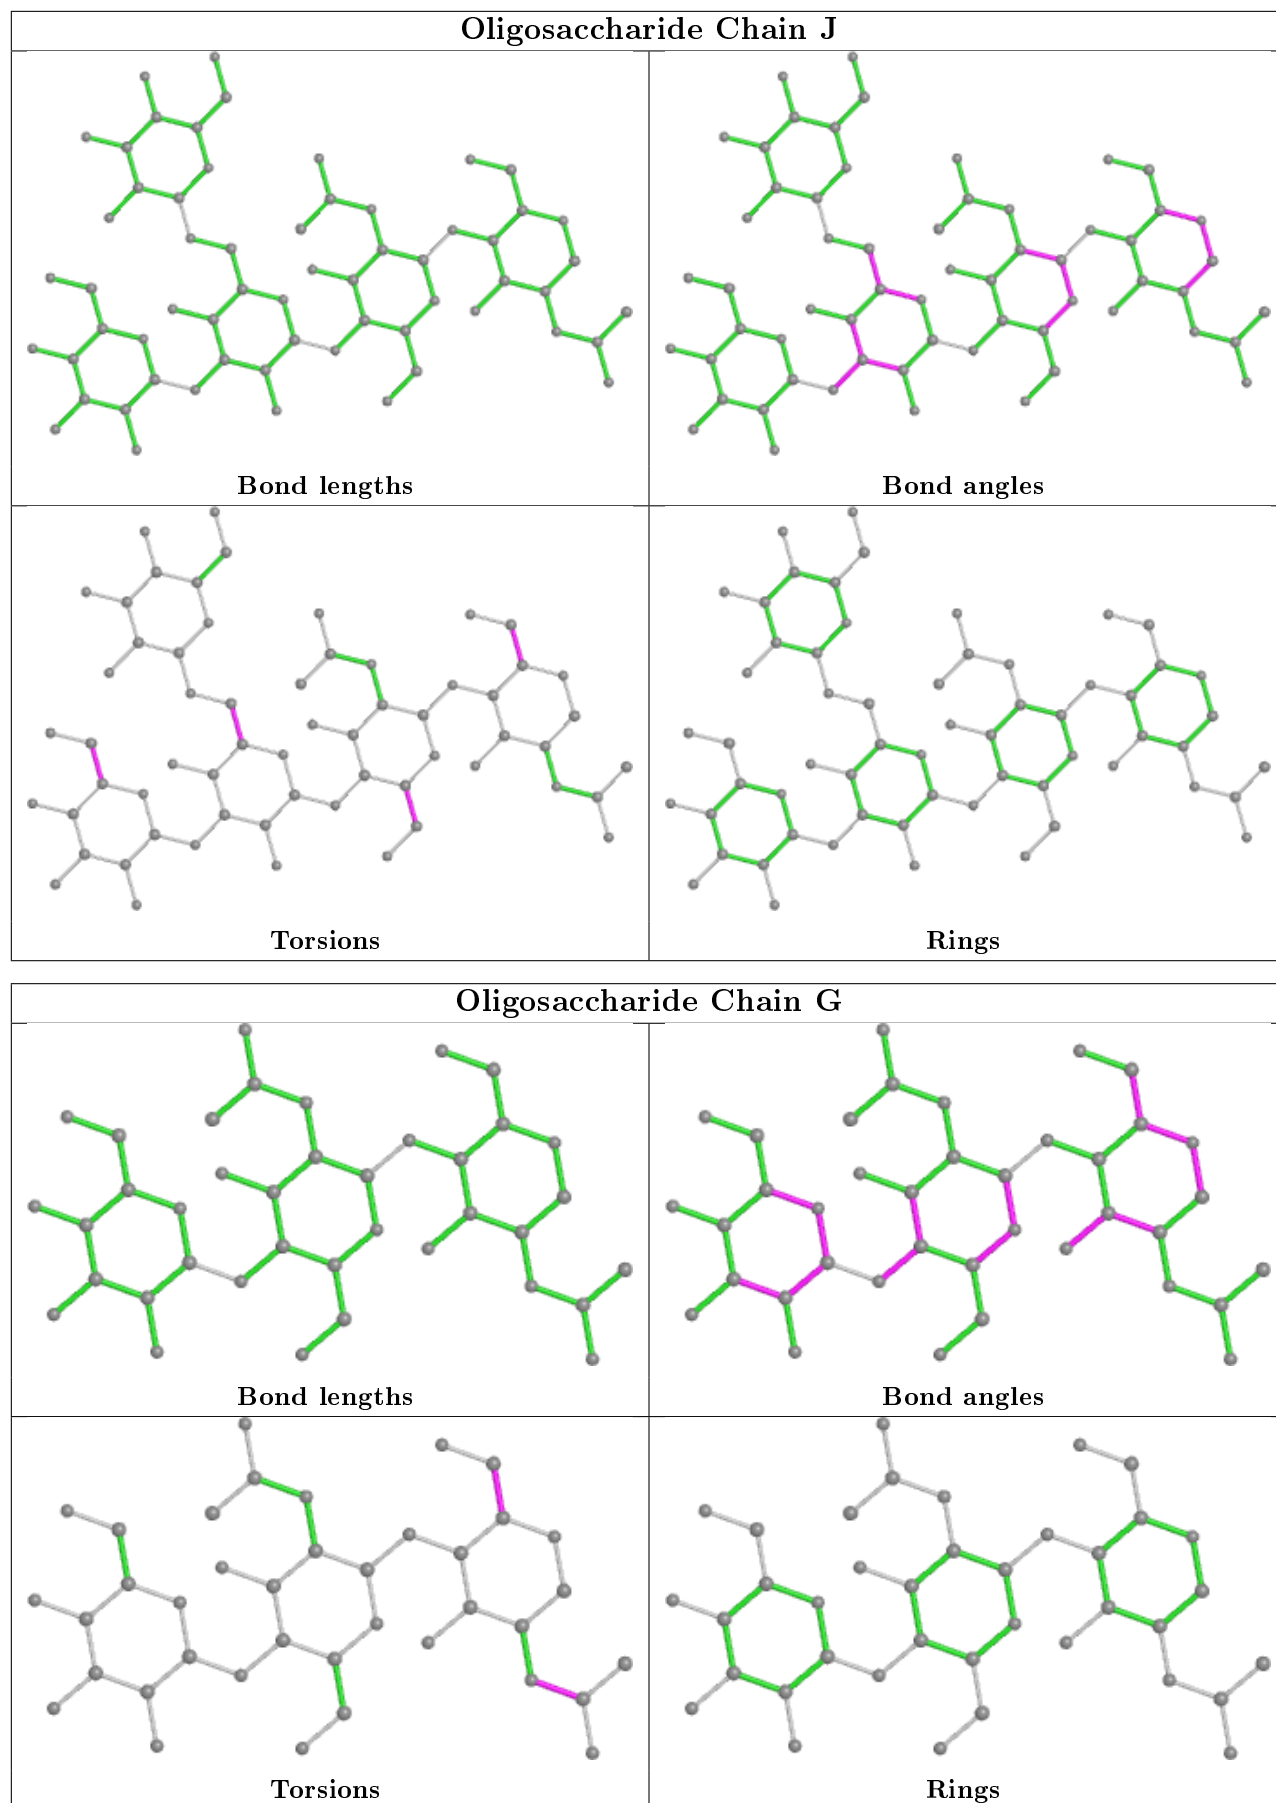 Oligosaccharide Chain J
Bond lengths
Bond angles
Torsions
Rings
Oligosaccharide Chain G
Bond lengths
Bond angles
Torsions
Rings